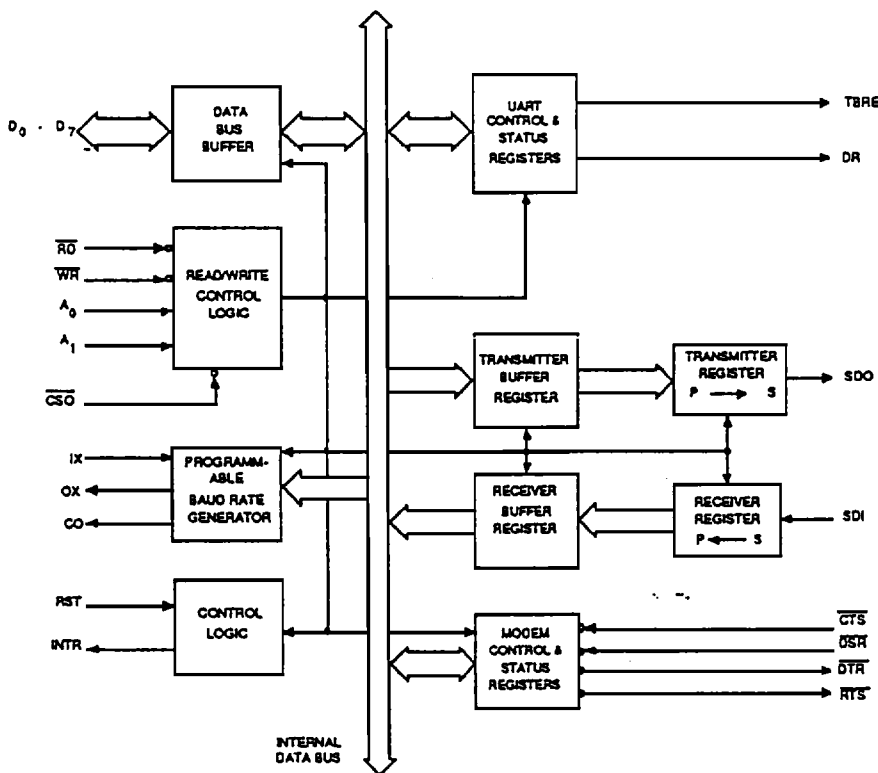 D0 - D7
DATA
BUS
BUFFER
UART
CONTROL &
STATUS
REGISTERS
TBRE
DR
RD
WR
A0
A1
CSO
READ/WRITE
CONTROL
LOGIC
TRANSMITTER
BUFFER
REGISTER
TRANSMITTER
REGISTER
P S
SDO
IX
OX
CO
PROGRAMM-
ABLE
BAUD RATE
GENERATOR
RECEIVER
BUFFER
REGISTER
RECEIVER
REGISTER
P S
SDI
RST
INTR
CONTROL
LOGIC
MODEM
CONTROL &
STATUS
REGISTERS
CTS
DSR
DTR
RTS
INTERNAL
DATA BUS